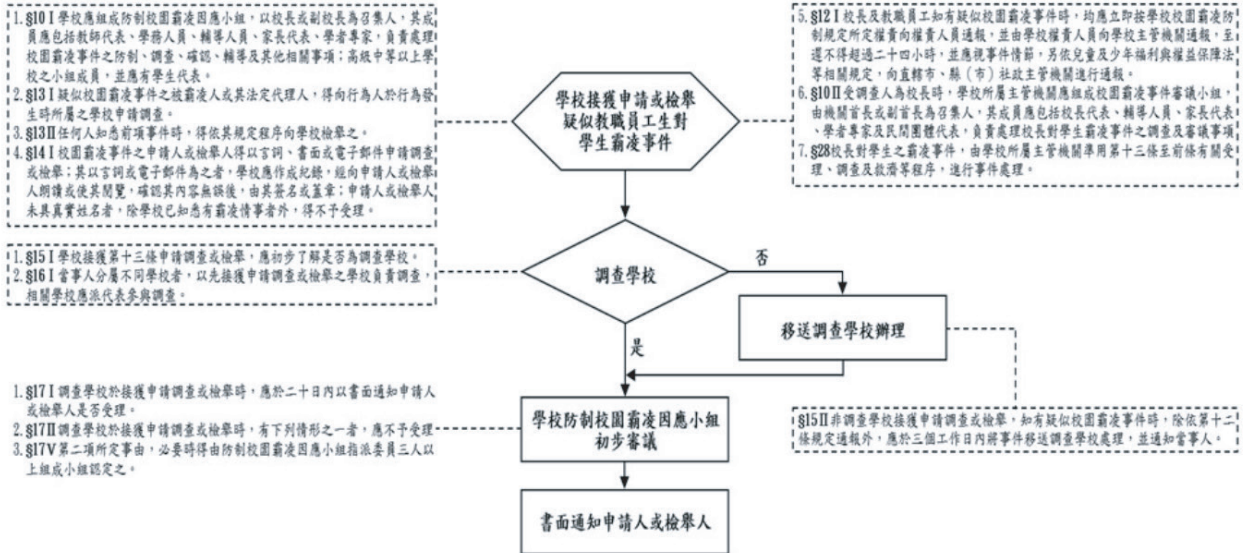 1. §10Ⅰ學校應組成防制校園霸凌因應小組，以校長或副校長為召集人，其成
員應包括教師代表、學務人員、輔導人員、家長代表、學者專家，負責處理
校園霸凌事件之防制、調查、確認、輔導及其他相關事項；高級中等以上學
校之小組成員，並應有學生代表。
2. §13Ⅰ疑似校園霸凌事件之被霸凌人或其法定代理人，得向行為人於行為發
生時所屬之學校申請調查。
3. §13Ⅱ任何人知悉前項事件時，得依其規定程序向學校檢舉之。
4. §14Ⅰ校園霸凌事件之申請人或檢舉人得以言詞、書面或電子郵件申請調查
或檢舉；其以言詞或電子郵件為之者，學校應作成紀錄，經向申請人或檢舉人
朗讀或使其閱覽，確認其內容無誤後，由其簽名或蓋章；申請人或檢舉人
未具真實姓名者，除學校已知悉有霸凌情事者外，得不予受理。
學校接獲申請或檢舉
疑似教職員工生對
學生霸凌事件
5. §12Ⅰ校長及教職員工知有疑似校園霸凌事件時，均應立即按學校校園霸凌防
制規定所定權責向權責人員通報，並由學校權責人員向學校主管機關通報，至
遲不得超過二十四小時，並應視事件情節，另依兒童及少年福利與權益保障法
等相關規定，向直轄市、縣（市）社政主管機關進行通報。
6. §10Ⅱ受調查人為校長時，學校所屬主管機關應組成校園霸凌事件審議小組，
由機關首長或副首長為召集人，其成員應包括校長代表、輔導人員、家長代表
、學者專家及民間團體代表，負責處理校長對學生霸凌事件之調查及審議事項
7. §28校長對學生之霸凌事件，由學校所屬主管機關準用第十三條至前條有關受
理、調查及救濟等程序，進行事件處理。
1. §15Ⅰ學校接獲第十三條申請調查或檢舉，應初步了解是否為調查學校。
2. §16Ⅰ當事人分屬不同學校者，以先接獲申請調查或檢舉之學校負責調查，
相關學校應派代表參與調查。
調查學校
否
移送調查學校辦理
是
1. §17Ⅰ調查學校於接獲申請調查或檢舉時，應於二十日內以書面通知申請人
或檢舉人是否受理。
2. §17Ⅱ調查學校於接獲申請調查或檢舉時，有下列情形之一者，應不予受理
3. §17Ⅴ第二項所定事由，必要時得由防制校園霸凌因應小組指派委員三人以
上組成小組認定之。
學校防制校園霸凌因應小組
初步審議
§15Ⅱ非調查學校接獲申請調查或檢舉，知有疑似校園霸凌事件時，除依第十二
條規定通報外，應於三個工作日內將事件移送調查學校處理，並通知當事人。
書面通知申請人或檢舉人